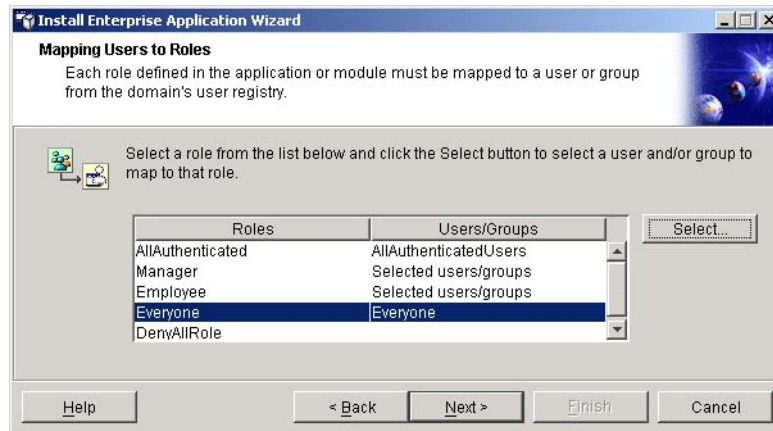 Install Enterprise Application Wizard
Mapping Users to Roles
Each role defined in the application or module must be mapped to a user or group
from the domain's user registry.
Select a role from the list below and click the Select button to select a user and/or group to
map to that role.
Roles Users/Groups Select...
AllAuthenticated AllAuthenticatedUsers
Manager Selected users/groups
Employee Selected users/groups
Everyone Everyone
DenyAllRole
Help < Back Next > Finish Cancel